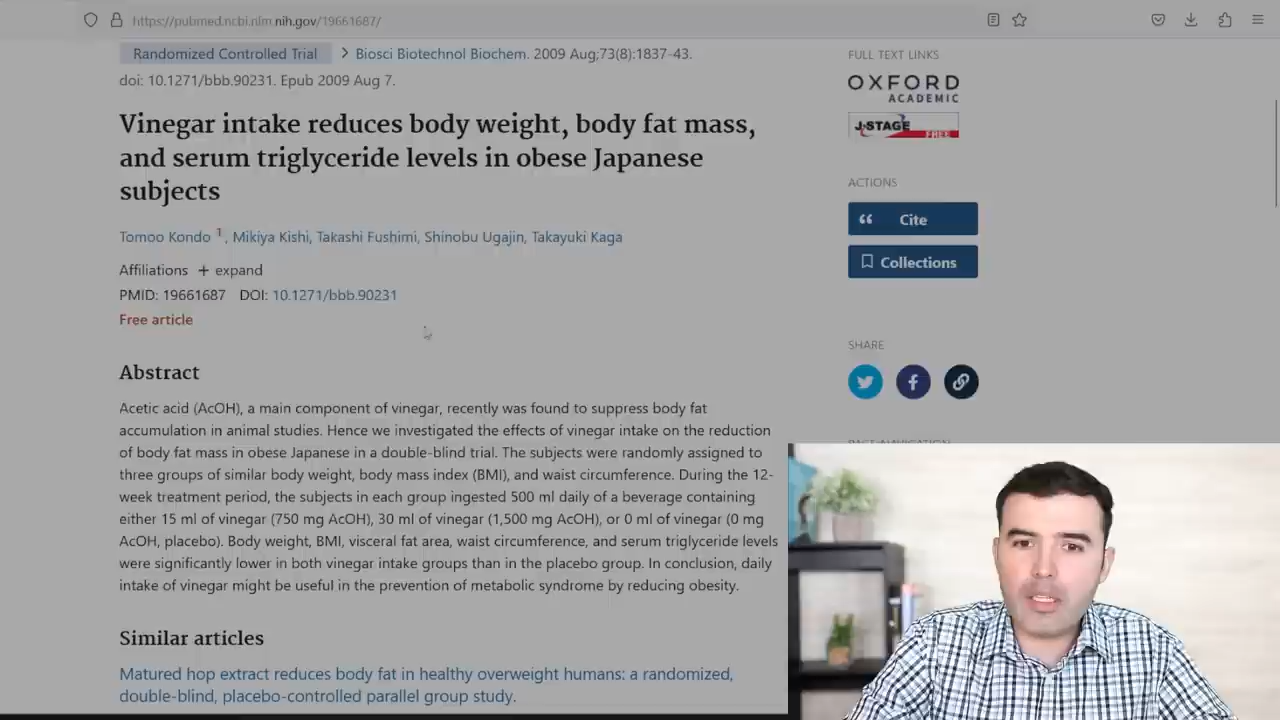 https://pubmed.ncbi.nlm.nih.gov/19661687/
Randomized Controlled Trial > Biosci Biotechnol Biochem. 2009 Aug;73(8):1837-43.
doi: 10.1271/bbb.90231. Epub 2009 Aug 7.
Vinegar intake reduces body weight, body fat mass,
and serum triglyceride levels in obese Japanese
subjects
Tomoo Kondo 1, Mikiya Kishi, Takashi Fushimi, Shinobu Ugajin, Takayuki Kaga
Affiliations + expand
PMID: 19661687 DOI: 10.1271/bbb.90231
Free article
Abstract
Acetic acid (AcOH), a main component of vinegar, recently was found to suppress body fat
accumulation in animal studies. Hence we investigated the effects of vinegar intake on the reduction
of body fat mass in obese Japanese in a double-blind trial. The subjects were randomly assigned to
three groups of similar body weight, body mass index (BMI), and waist circumference. During the 12-
week treatment period, the subjects in each group ingested 500 ml daily of a beverage containing
either 15 ml of vinegar (750 mg AcOH), 30 ml of vinegar (1,500 mg AcOH), or 0 ml of vinegar (0 mg
AcOH, placebo). Body weight, BMI, visceral fat area, waist circumference, and serum triglyceride levels
were significantly lower in both vinegar intake groups than in the placebo group. In conclusion, daily
intake of vinegar might be useful in the prevention of metabolic syndrome by reducing obesity.
Similar articles
Matured hop extract reduces body fat in healthy overweight humans: a randomized,
double-blind, placebo-controlled parallel group study.
FULL TEXT LINKS
OXFORD
ACADEMIC
J-STAGE
FREE
ACTIONS
Cite
Collections
SHARE
PAGE NAVIGATION